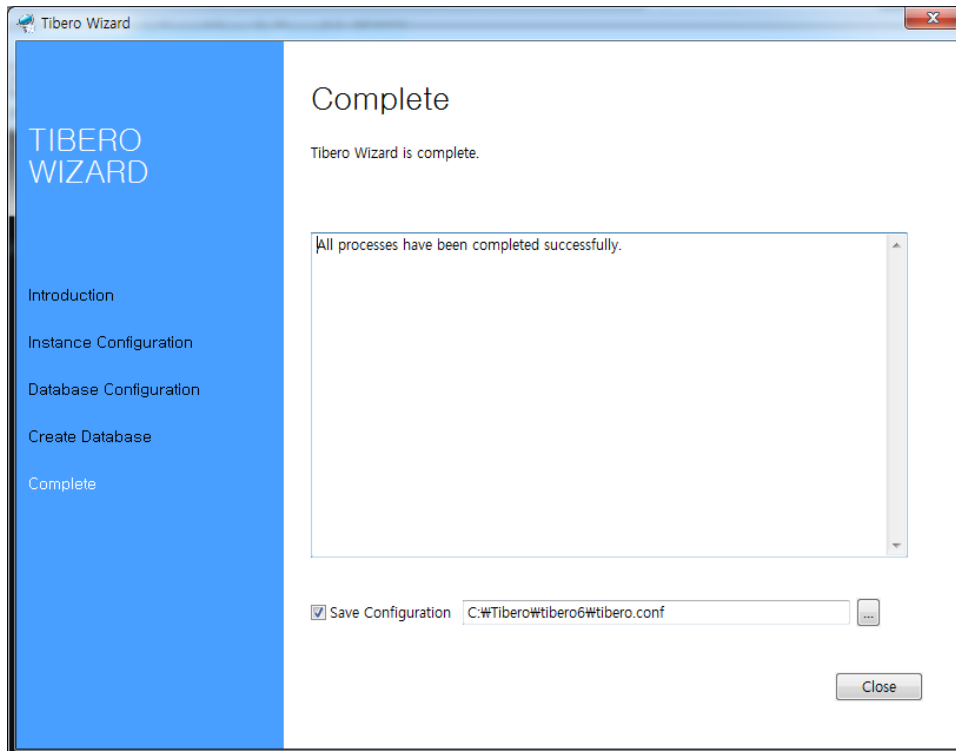 Tibero Wizard
TIBERO
WIZARD
Introduction
Instance Configuration
Database Configuration
Create Database
Complete
Complete
Tibero Wizard is complete.
All processes have been completed successfully.
Save Configuration C:₩Tibero₩tibero6₩tibero.conf ...
Close